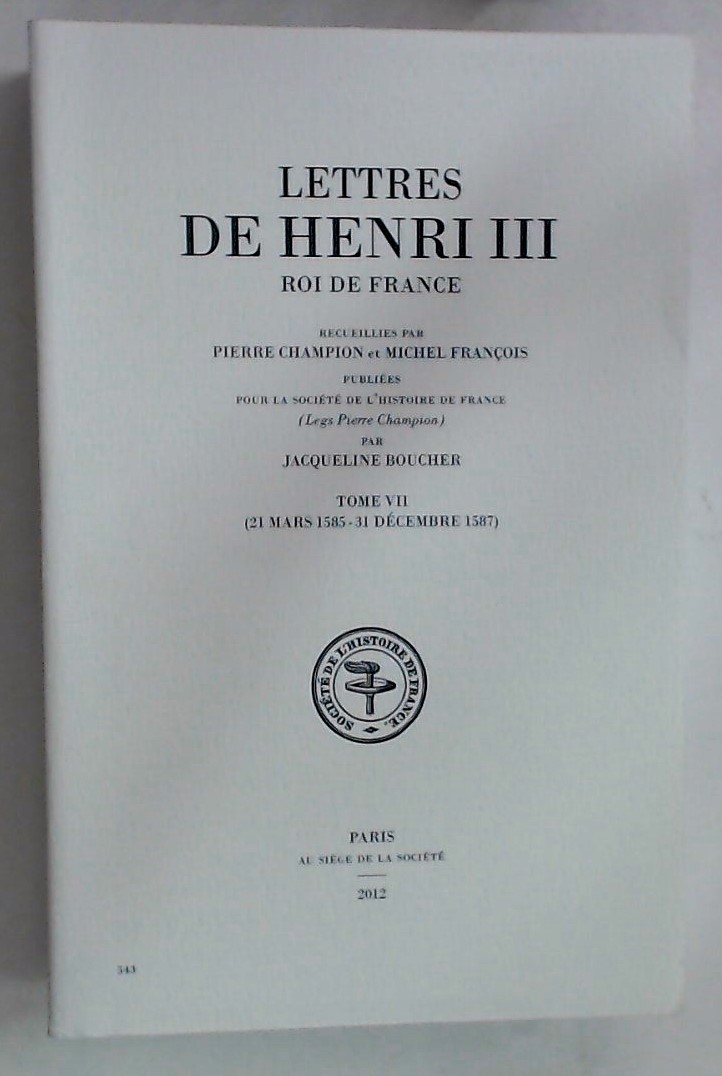 LETTRES
DE HENRI III
ROI DE FRANCE
RECUEILLIES PAR
PIERRE CHAMPION et MICHEL FRANÇOIS
PUBLIÉES
POUR LA SOCIÉTÉ DE L'HISTOIRE DE FRANCE
(Legs Pierre Champion)
PAR
JACQUELINE BOUCHER
TOME VII
(21 MARS 1585-31 DÉCEMBRE 1587)
SOCIÉTÉ DE L'HISTOIRE DE FRANCE.
PARIS
AU SIÈGE DE LA SOCIÉTÉ
2012
543